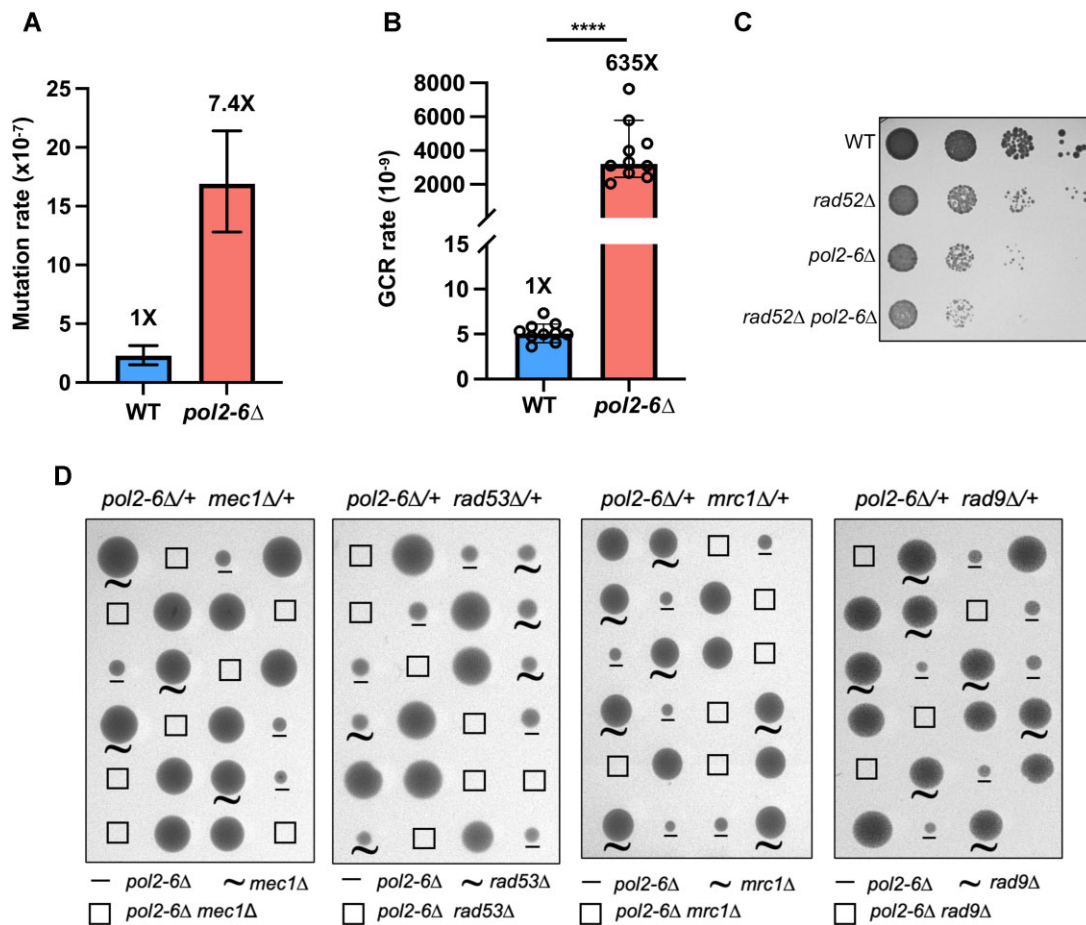 A
Mutation rate (x10⁻⁷)
25
20
15
10
5
0
1X
7.4X
WT
pol2-6Δ
B
GCR rate (10⁻⁹)
8000
6000
4000
2000
15
10
5
0
****
635X
1X
WT
pol2-6Δ
C
WT
rad52Δ
pol2-6Δ
rad52Δ pol2-6Δ
D
pol2-6Δ/+ mec1Δ/+
pol2-6Δ/+ rad53Δ/+
pol2-6Δ/+ mrc1Δ/+
pol2-6Δ/+ rad9Δ/+
– pol2-6Δ ~ mec1Δ
□ pol2-6Δ mec1Δ
– pol2-6Δ ~ rad53Δ
□ pol2-6Δ rad53Δ
– pol2-6Δ ~ mrc1Δ
□ pol2-6Δ mrc1Δ
– pol2-6Δ ~ rad9Δ
□ pol2-6Δ rad9Δ